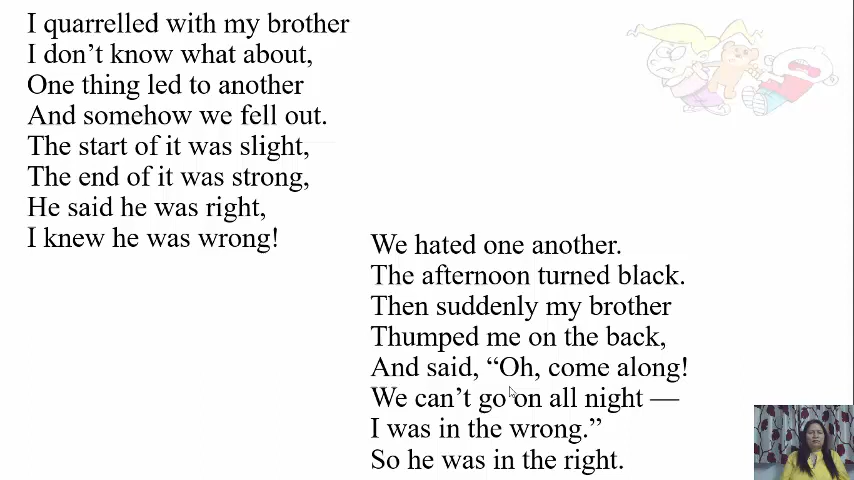 I quarrelled with my brother
I don’t know what about,
One thing led to another
And somehow we fell out.
The start of it was slight,
The end of it was strong,
He said he was right,
I knew he was wrong!
We hated one another.
The afternoon turned black.
Then suddenly my brother
Thumped me on the back,
And said, “Oh, come along!
We can’t go on all night —
I was in the wrong.”
So he was in the right.